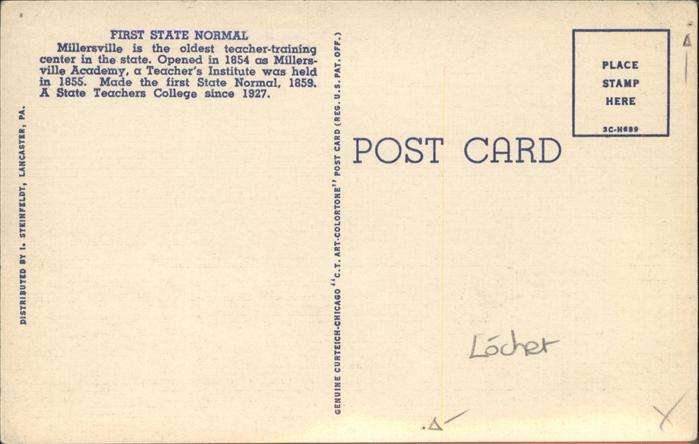 FIRST STATE NORMAL
Millersville is the oldest teacher-training
center in the state. Opened in 1854 as Millers-
ville Academy, a Teacher's Institute was held
in 1855. Made the first State Normal, 1859.
A State Teachers College since 1927.
DISTRIBUTED BY I. STEINFELDT, LANCASTER, PA.
GENUINE CURTEICH-CHICAGO "C.T. ART-COLORTONE" POST CARD (REG. U.S. PAT. OFF.)
POST CARD
PLACE
STAMP
HERE
3C-H689
Löcher